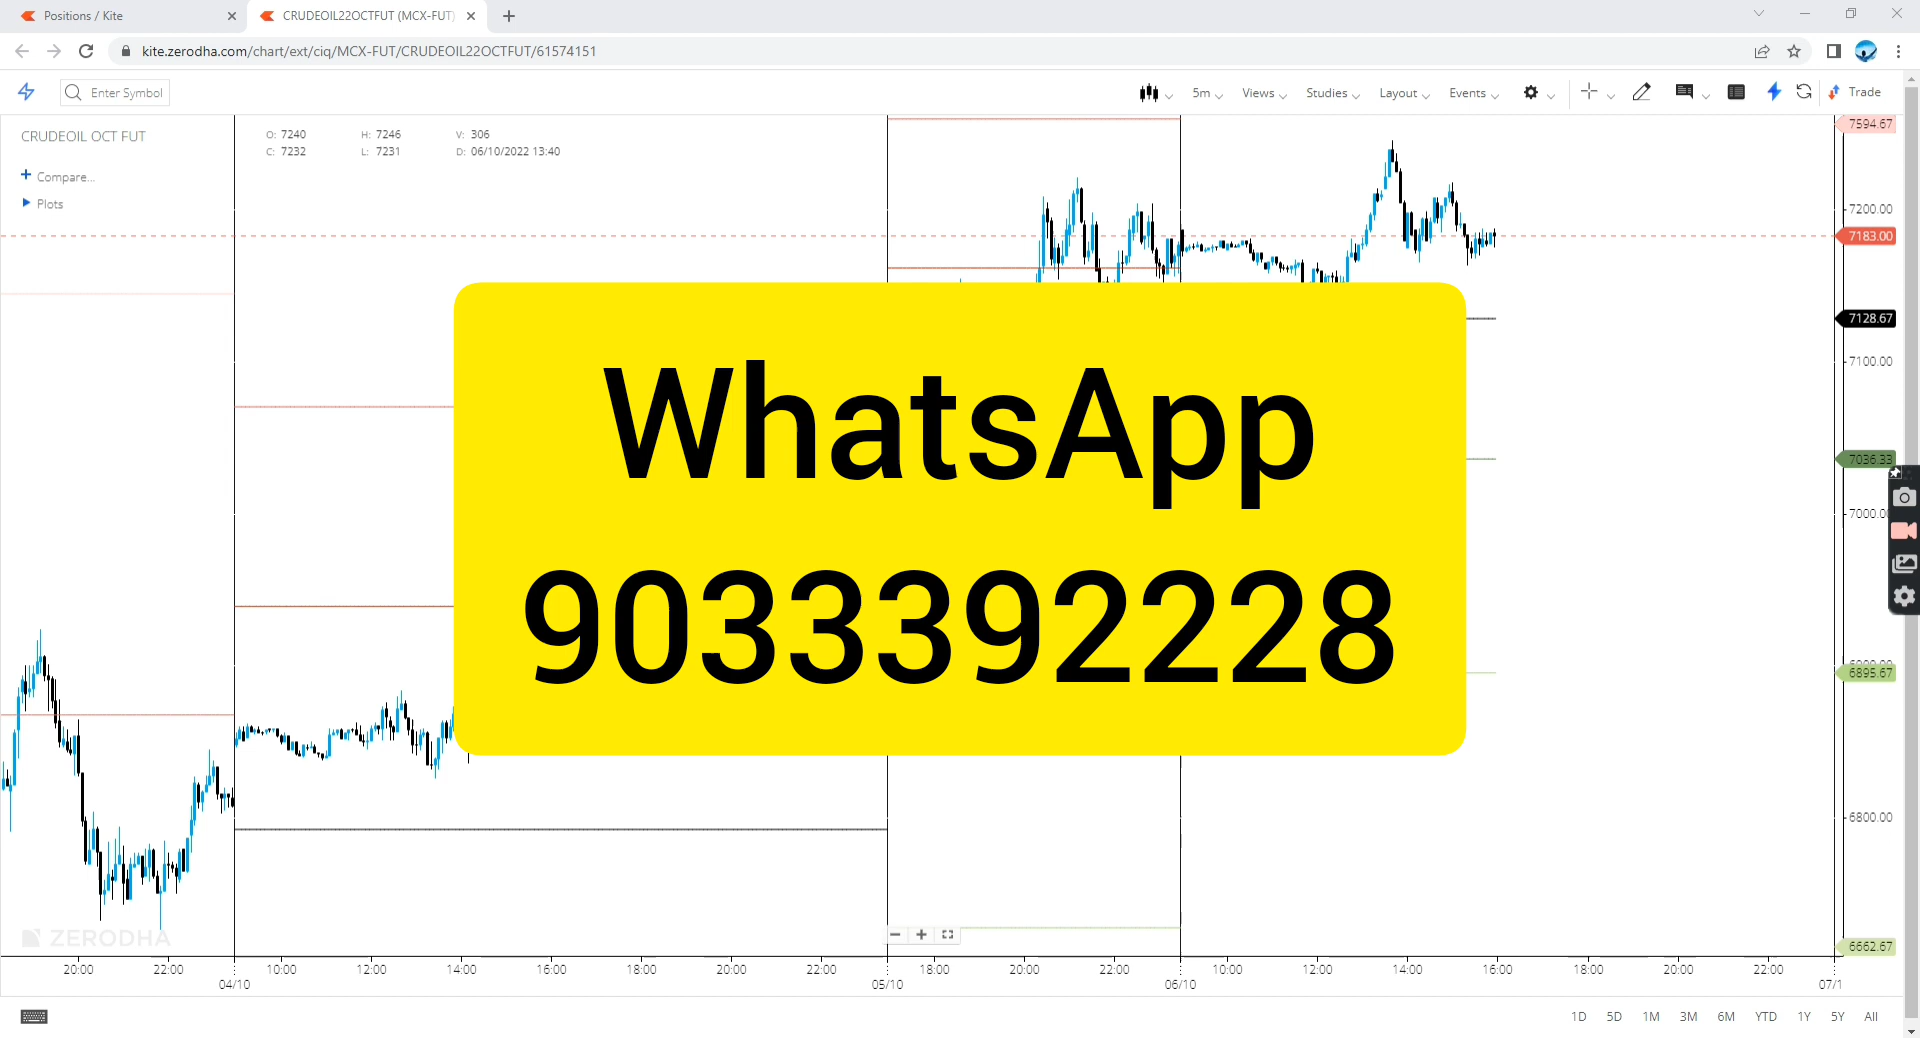 Positions / Kite
CRUDEOIL22OCTFUT (MCX-FUT)
kite.zerodha.com/chart/ext/ciq/MCX-FUT/CRUDEOIL22OCTFUT/61574151
Enter Symbol
5m Views Studies Layout Events Trade
CRUDEOIL OCT FUT
O: 7240 H: 7246 V: 306
C: 7232 L: 7231 D: 06/10/2022 13:40
+ Compare...
Plots
7594.67
7200.00
7183.00
7128.67
7100.00
7036.33
WhatsApp
9033392228
6895.67
6800.00
ZERODHA
6662.67
20:00 22:00 10:00 12:00 14:00 16:00 18:00 20:00 22:00 18:00 20:00 22:00 10:00 12:00 14:00 16:00 18:00 20:00 22:00
04/10 05/10 06/10 07/1
1D 5D 1M 3M 6M YTD 1Y 5Y All